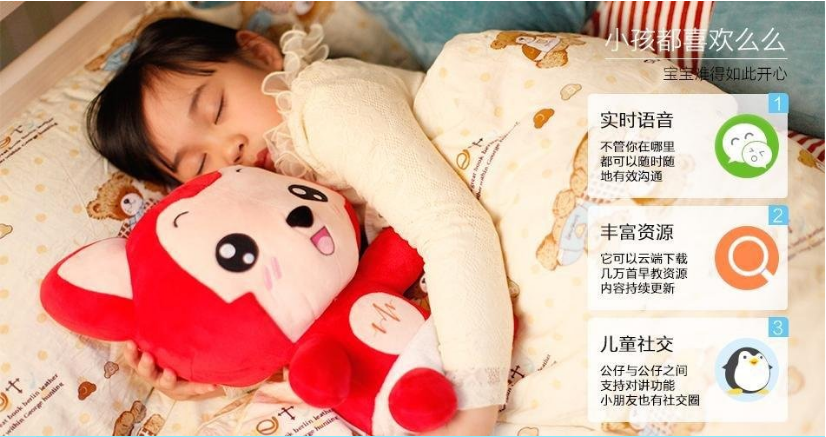 小孩都喜欢么么
宝宝难得如此开心
1
实时语音
不管你在哪里
都可以随时随
地有效沟通
2
丰富资源
它可以云端下载
几万首早教资源
内容持续更新
3
儿童社交
公仔与公仔之间
支持对讲功能
小朋友也有社交圈